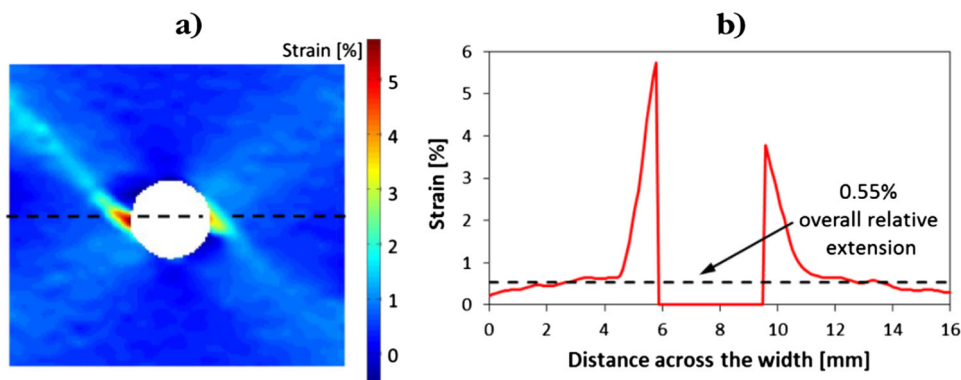 a)
Strain [%]
5
4
3
2
1
0
b)
6
5
4
3
2
1
0
Strain [%]
0.55%
overall relative
extension
0 2 4 6 8 10 12 14 16
Distance across the width [mm]